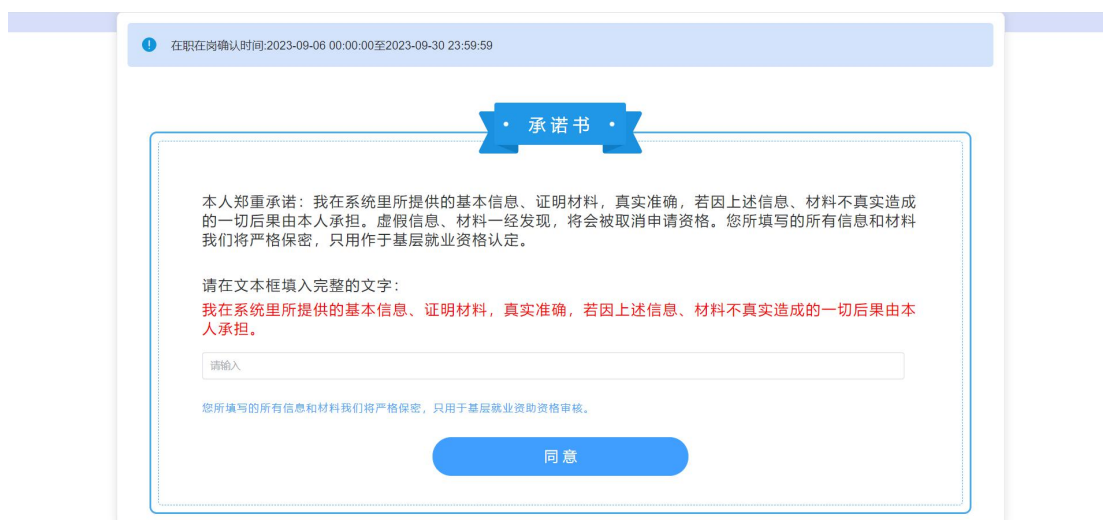 在职在岗确认时间:2023-09-06 00:00:00至2023-09-30 23:59:59
· 承诺书 ·
本人郑重承诺：我在系统里所提供的基本信息、证明材料，真实准确，若因上述信息、材料不真实造成
的一切后果由本人承担。虚假信息、材料一经发现，将会被取消申请资格。您所填写的所有信息和材料
我们将严格保密，只用作于基层就业资格认定。
请在文本框填入完整的文字：
我在系统里所提供的基本信息、证明材料，真实准确，若因上述信息、材料不真实造成的一切后果由本
人承担。
请输入
您所填写的所有信息和材料我们将严格保密，只用于基层就业资助资格审核。
同意